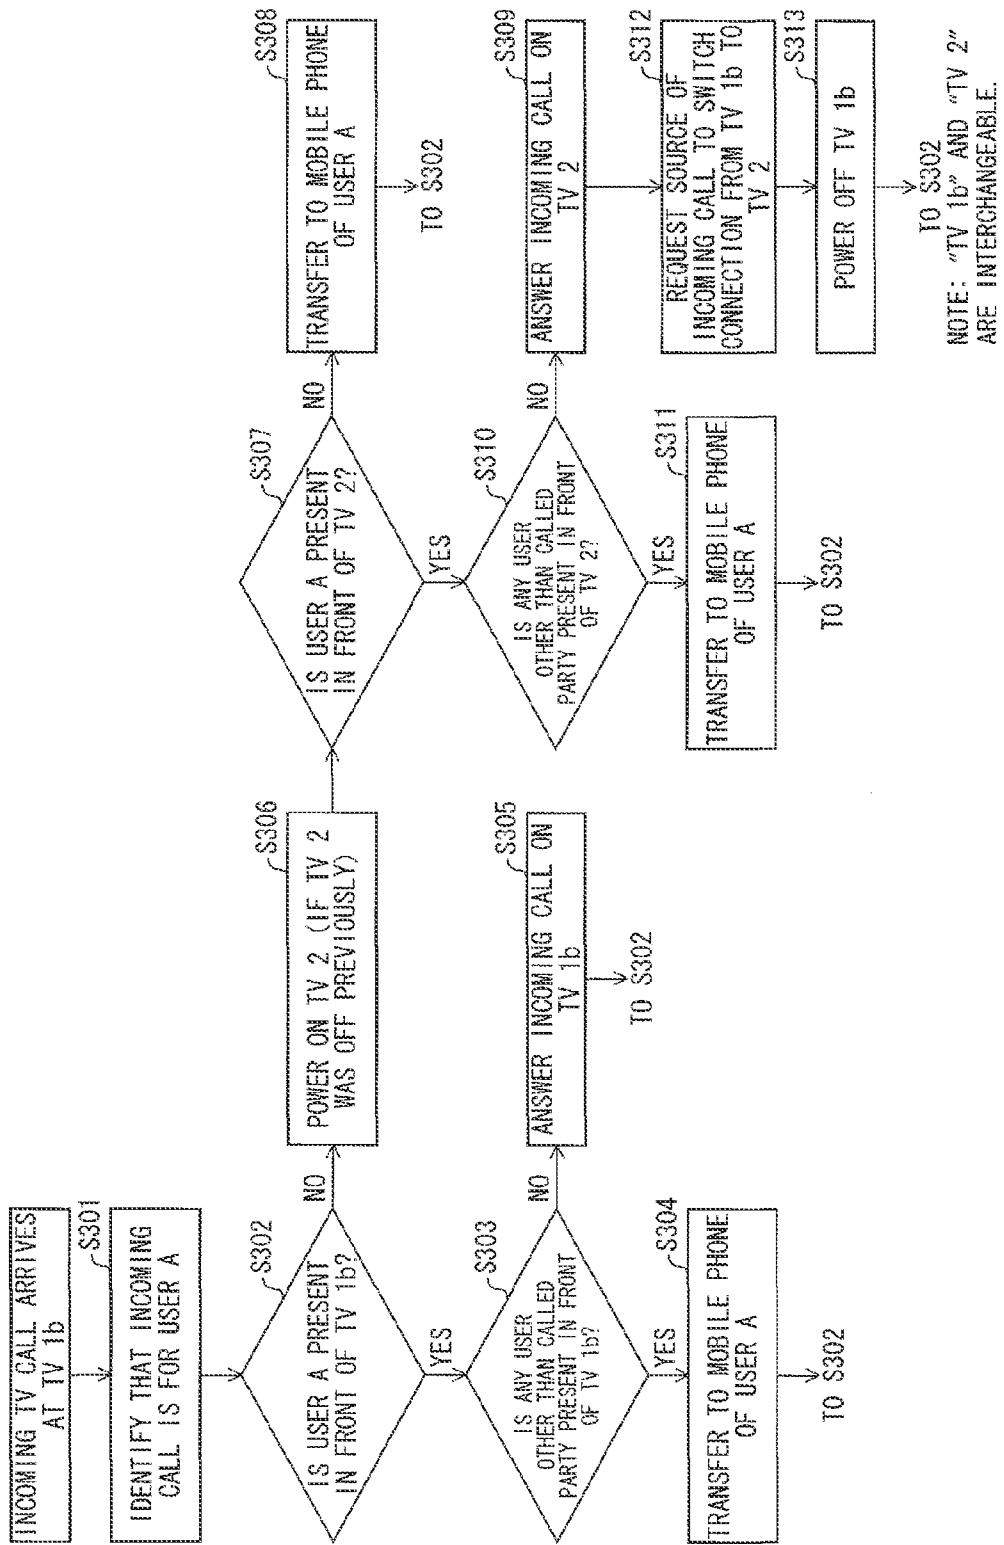 INCOMING TV CALL ARRIVES
AT TV 1b
S301
IDENTIFY THAT INCOMING
CALL IS FOR USER A
S302
IS USER A PRESENT
IN FRONT OF TV 1b?
NO
YES
S303
IS ANY USER
OTHER THAN CALLED
PARTY PRESENT IN FRONT
OF TV 1b?
NO
YES
S304
TRANSFER TO MOBILE PHONE
OF USER A
TO S302
S305
ANSWER INCOMING CALL ON
TV 1b
TO S302
S306
POWER ON TV 2 (IF TV 2
WAS OFF PREVIOUSLY)
S307
IS USER A PRESENT
IN FRONT OF TV 2?
NO
YES
S308
TRANSFER TO MOBILE PHONE
OF USER A
TO S302
S310
IS ANY USER
OTHER THAN CALLED
PARTY PRESENT IN FRONT
OF TV 2?
NO
YES
S311
TRANSFER TO MOBILE PHONE
OF USER A
TO S302
S309
ANSWER INCOMING CALL ON
TV 2
S312
REQUEST SOURCE OF
INCOMING CALL TO SWITCH
CONNECTION FROM TV 1b TO
TV 2
S313
POWER OFF TV 1b
TO S302
NOTE: "TV 1b" AND "TV 2"
ARE INTERCHANGEABLE.